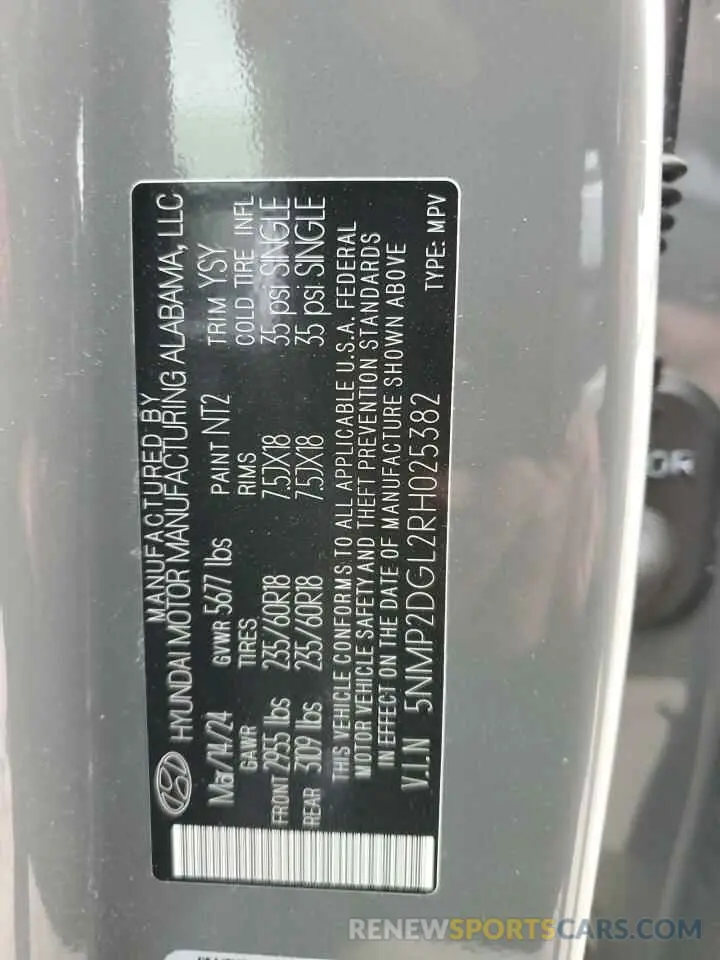 MANUFACTURED BY
HYUNDAI MOTOR MANUFACTURING ALABAMA, LLC
Mar/14/24 GVWR 5677 lbs PAINT NT2 TRIM YSY
GAWR TIRES RIMS COLD TIRE INFL
FRONT 2955 lbs 235/60R18 7.5JX18 35 psi SINGLE
REAR 3109 lbs 235/60R18 7.5JX18 35 psi SINGLE
THIS VEHICLE CONFORMS TO ALL APPLICABLE U.S.A. FEDERAL
MOTOR VEHICLE SAFETY AND THEFT PREVENTION STANDARDS
IN EFFECT ON THE DATE OF MANUFACTURE SHOWN ABOVE
V.I.N 5NMP2DGL2RH025382
TYPE: MPV
RENEWSPORTSCARS.COM